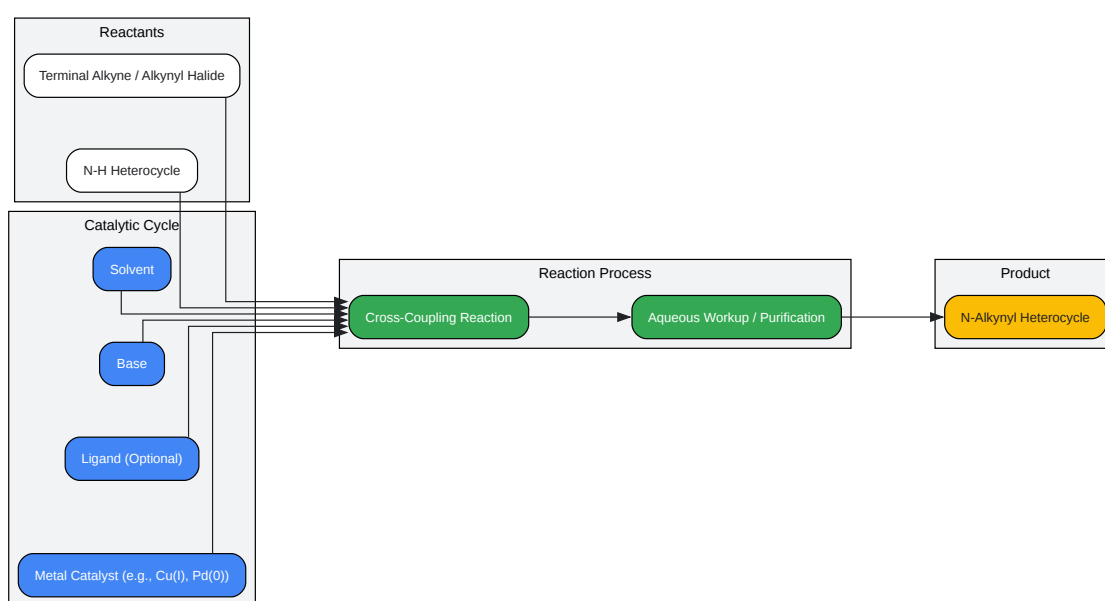 Reactants
Terminal Alkyne / Alkynyl Halide
N-H Heterocycle
Catalytic Cycle
Solvent
Base
Ligand (Optional)
Metal Catalyst (e.g., Cu(I), Pd(0))
Reaction Process
Cross-Coupling Reaction
Aqueous Workup / Purification
Product
N-Alkynyl Heterocycle